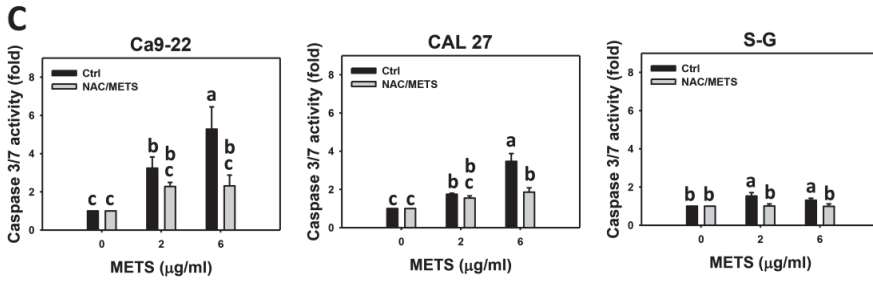 C
Ca9-22
Caspase 3/7 activity (fold)
8
6
4
2
0
Ctrl
NAC/METS
c c
b b
c
a b
c
0 2 6
METS (μg/ml)
CAL 27
Caspase 3/7 activity (fold)
8
6
4
2
0
Ctrl
NAC/METS
c c
b b
c
a b
0 2 6
METS (μg/ml)
S-G
Caspase 3/7 activity (fold)
8
6
4
2
0
Ctrl
NAC/METS
b b
a b
a b
0 2 6
METS (μg/ml)